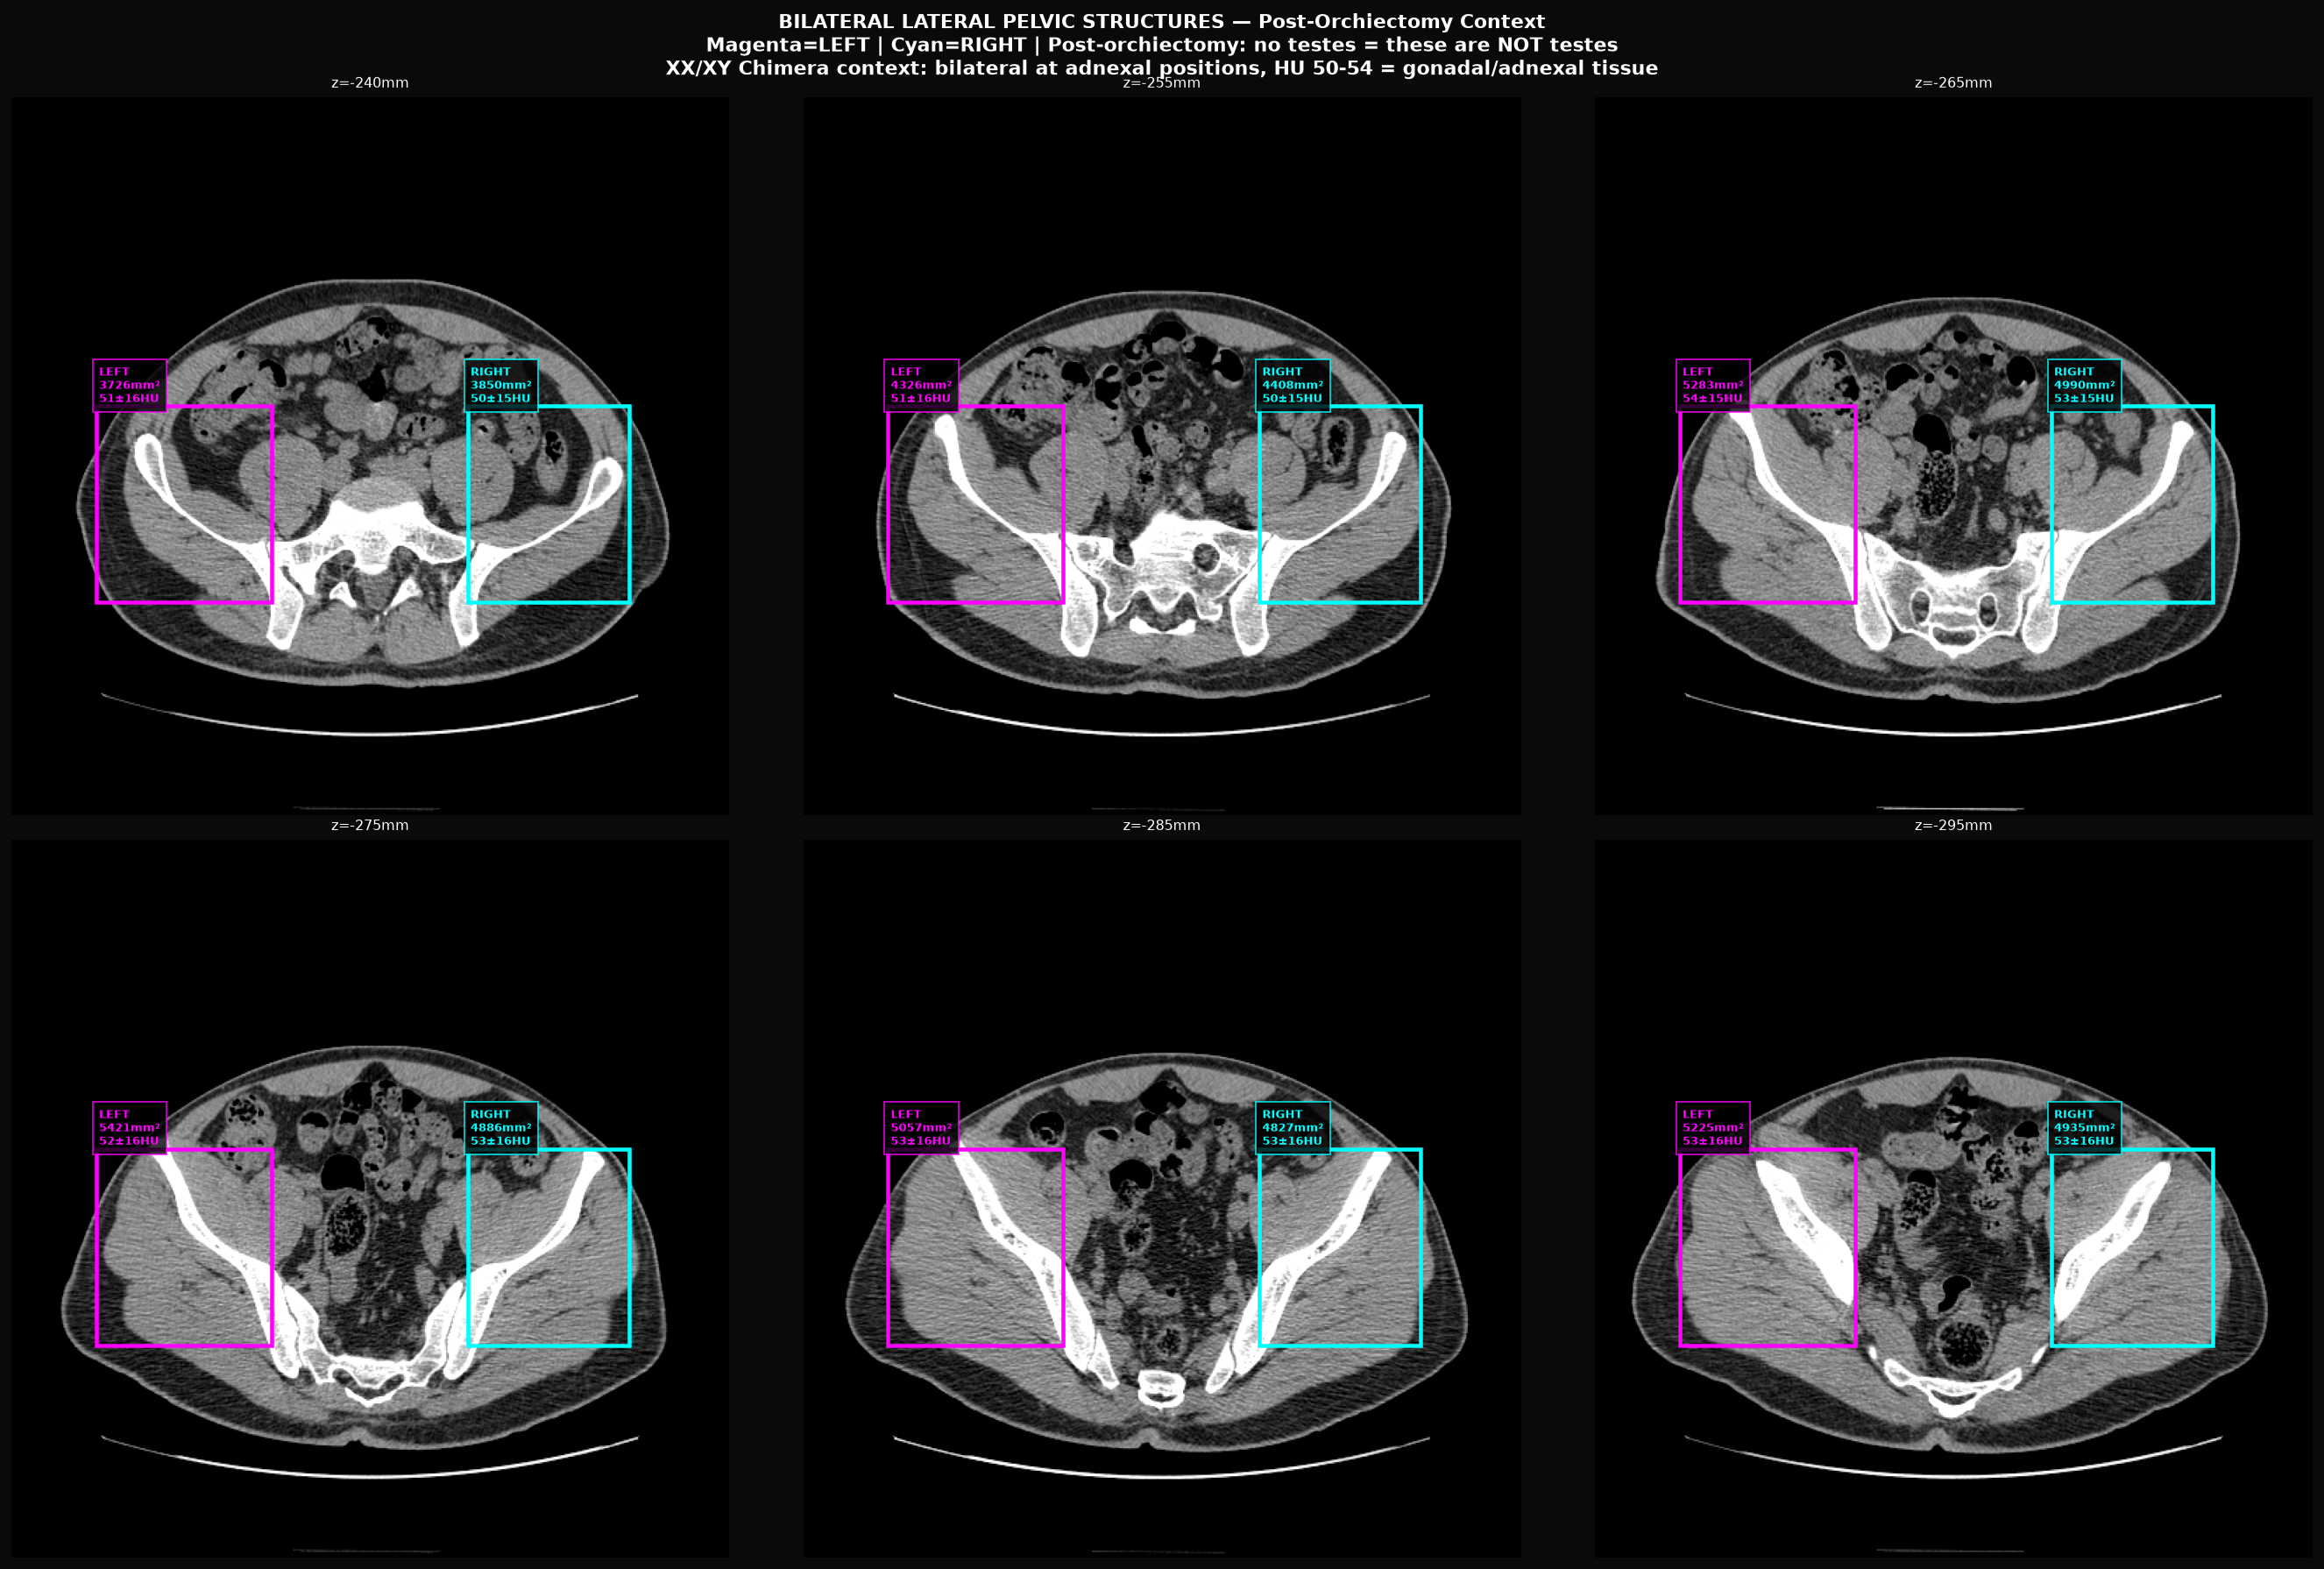 BILATERAL LATERAL PELVIC STRUCTURES — Post-Orchiectomy Context
Magenta=LEFT | Cyan=RIGHT | Post-orchiectomy: no testes = these are NOT testes
XX/XY Chimera context: bilateral at adnexal positions, HU 50-54 = gonadal/adnexal tissue
z=-240mm
LEFT
3726mm²
51±16HU
RIGHT
3850mm²
50±15HU
z=-255mm
LEFT
4326mm²
51±16HU
RIGHT
4408mm²
50±15HU
z=-265mm
LEFT
5283mm²
54±15HU
RIGHT
4990mm²
53±15HU
z=-275mm
LEFT
5421mm²
52±16HU
RIGHT
4886mm²
53±16HU
z=-285mm
LEFT
5057mm²
53±16HU
RIGHT
4827mm²
53±16HU
z=-295mm
LEFT
5225mm²
53±16HU
RIGHT
4935mm²
53±16HU